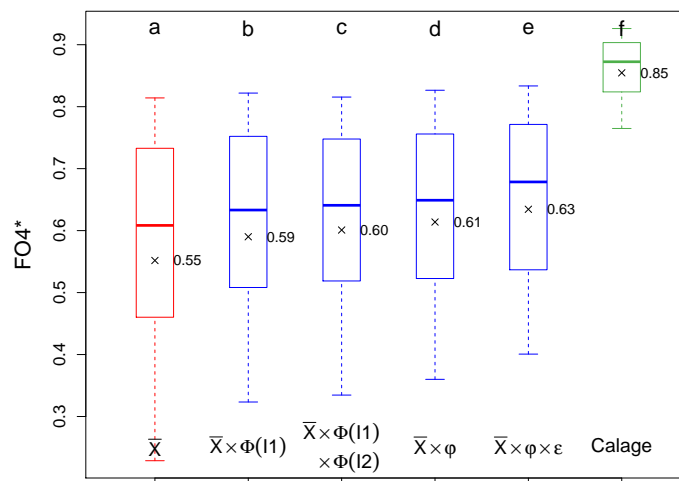 a b c d e f
0.9
0.8
0.7
0.6
0.5
0.4
0.3
FO4*
0.55
0.59
0.60
0.61
0.63
0.85
X̅
X̅×Φ(I1)
X̅×Φ(I1)
×Φ(I2)
X̅×φ
X̅×φ×ε
Calage